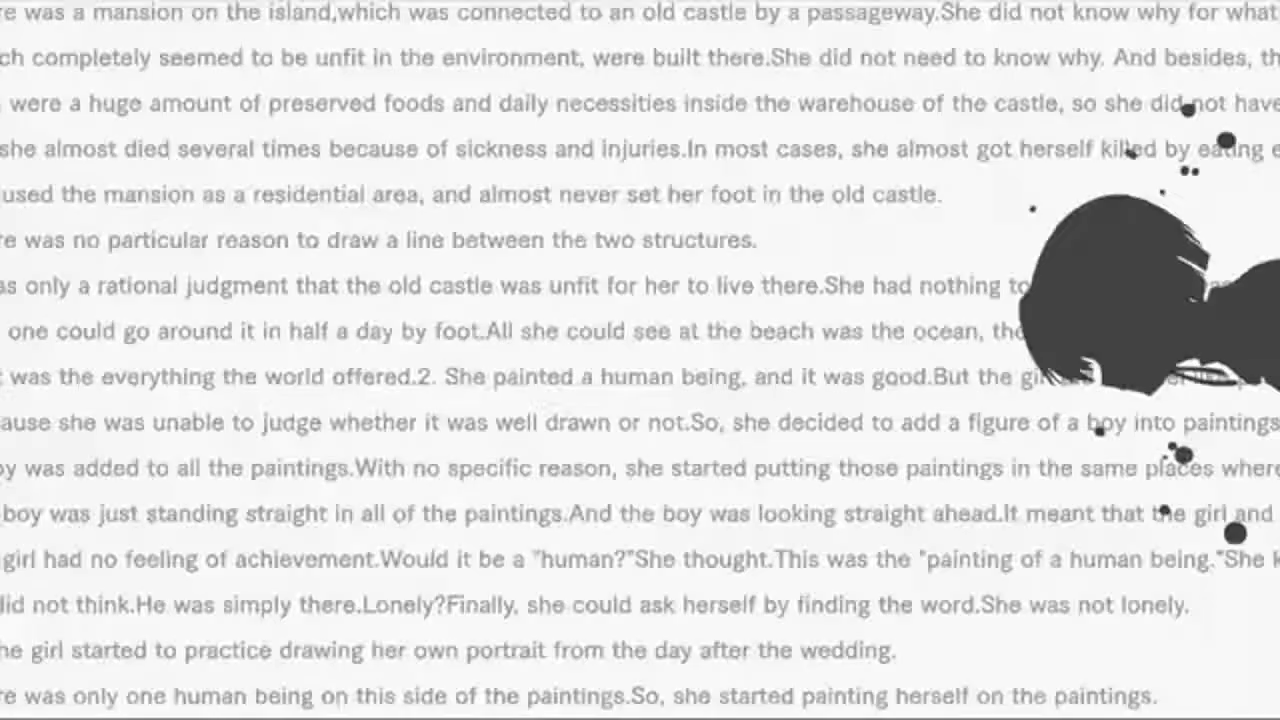 re was a mansion on the island,which was connected to an old castle by a passageway.She did not know why for what
ch completely seemed to be unfit in the environment, were built there.She did not need to know why. And besides, th
were a huge amount of preserved foods and daily necessities inside the warehouse of the castle, so she did not have
she almost died several times because of sickness and injuries.In most cases, she almost got herself killed by eating e
used the mansion as a residential area, and almost never set her foot in the old castle.
re was no particular reason to draw a line between the two structures.
as only a rational judgment that the old castle was unfit for her to live there.She had nothing to
one could go around it in half a day by foot.All she could see at the beach was the ocean, the
t was the everything the world offered.2. She painted a human being, and it was good.But the
ause she was unable to judge whether it was well drawn or not.So, she decided to add a figure of a boy into paintings
oy was added to all the paintings.With no specific reason, she started putting those paintings in the same places where
boy was just standing straight in all of the paintings.And the boy was looking straight ahead.It meant that the girl and
girl had no feeling of achievement.Would it be a "human?"She thought.This was the "painting of a human being."She k
did not think.He was simply there.Lonely?Finally, she could ask herself by finding the word.She was not lonely.
he girl started to practice drawing her own portrait from the day after the wedding.
re was only one human being on this side of the paintings.So, she started painting herself on the paintings.